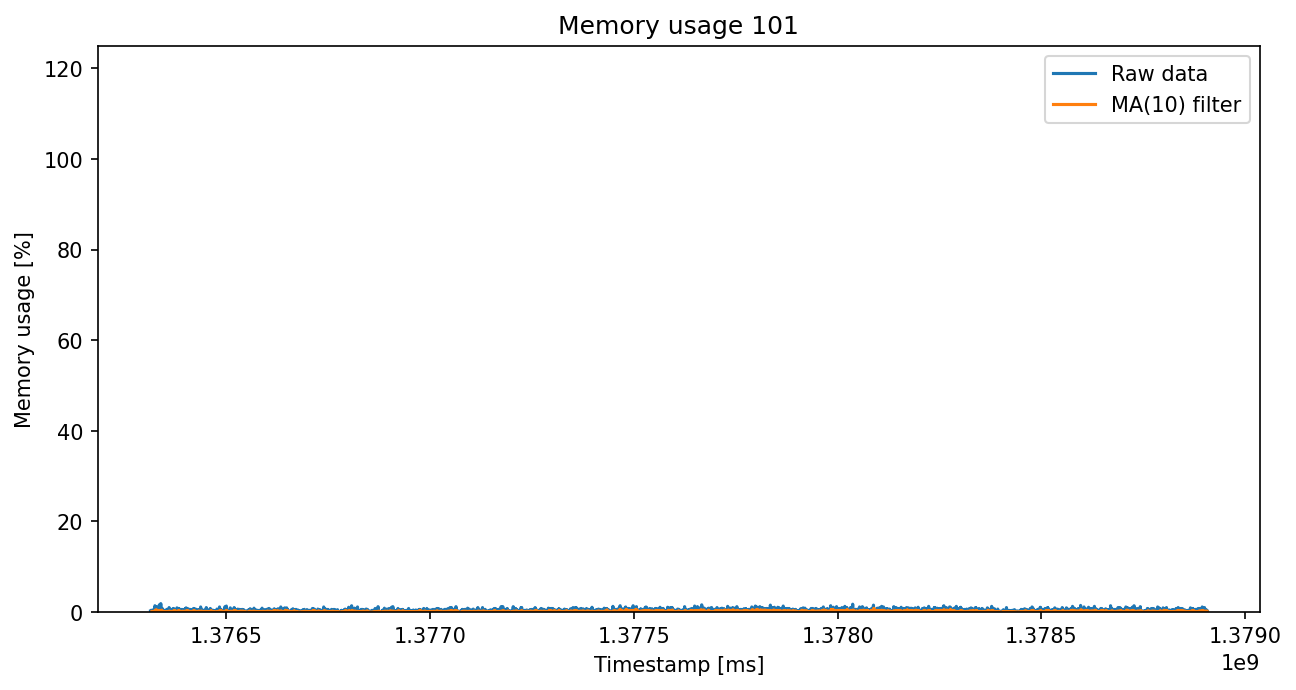 Memory usage 101
Raw data
MA(10) filter
Memory usage [%]
120
100
80
60
40
20
0
1.3765 1.3770 1.3775 1.3780 1.3785 1.3790
1e9
Timestamp [ms]